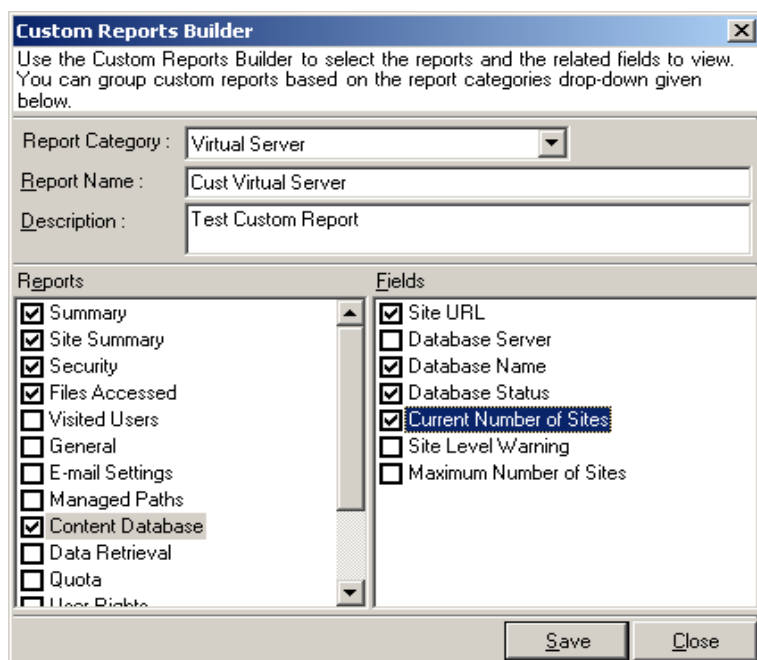 Custom Reports Builder
Use the Custom Reports Builder to select the reports and the related fields to view.
You can group custom reports based on the report categories drop-down given
below.
Report Category : Virtual Server
Report Name : Cust Virtual Server
Description : Test Custom Report
Reports
Summary
Site Summary
Security
Files Accessed
Visited Users
General
E-mail Settings
Managed Paths
Content Database
Data Retrieval
Quota
User Rights
Fields
Site URL
Database Server
Database Name
Database Status
Current Number of Sites
Site Level Warning
Maximum Number of Sites
Save
Close